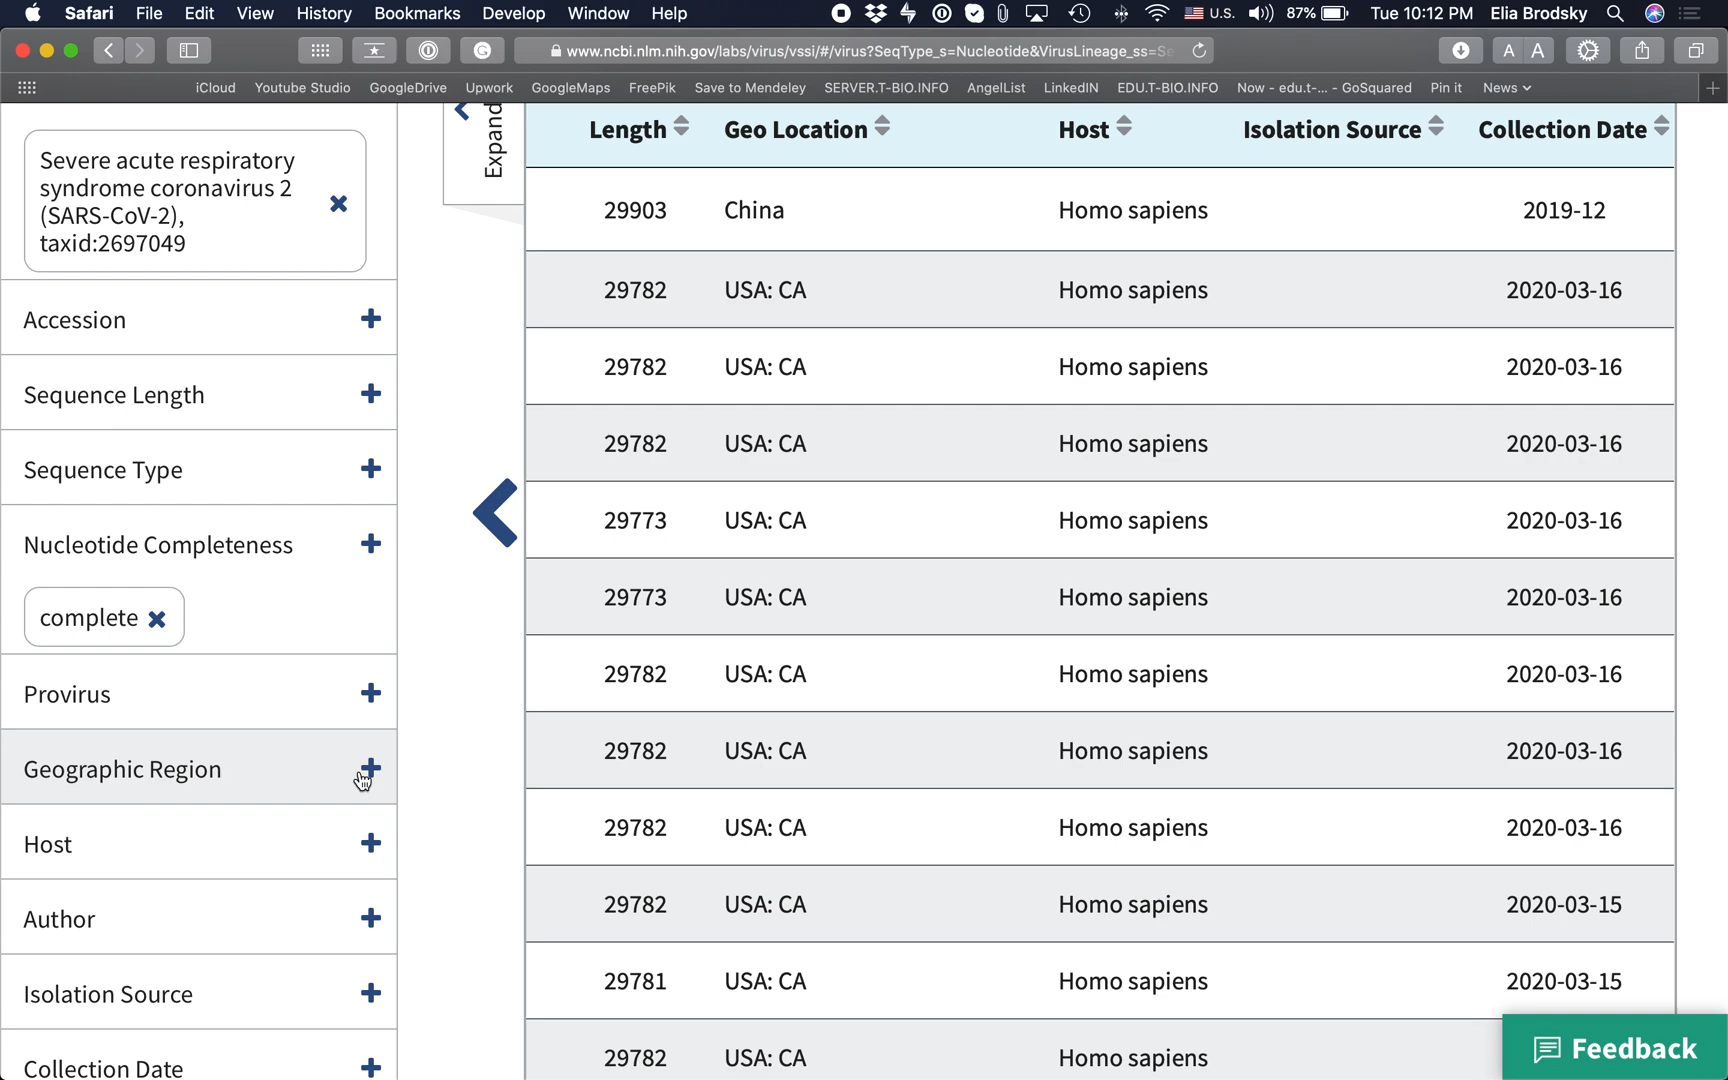 Safari File Edit View History Bookmarks Develop Window Help U.S. 87% Tue 10:12 PM Elia Brodsky
www.ncbi.nlm.nih.gov/labs/virus/vssi/#/virus?SeqType_s=Nucleotide&VirusLineage_ss=Se A A
iCloud Youtube Studio GoogleDrive Upwork GoogleMaps FreePik Save to Mendeley SERVER.T-BIO.INFO AngelList LinkedIN EDU.T-BIO.INFO Now - edu.t-... - GoSquared Pin it News
Severe acute respiratory
syndrome coronavirus 2
(SARS-CoV-2),
taxid:2697049
Accession
Sequence Length
Sequence Type
Nucleotide Completeness
complete
Provirus
Geographic Region
Host
Author
Isolation Source
Collection Date
Expand
Length Geo Location Host Isolation Source Collection Date
29903 China Homo sapiens 2019-12
29782 USA: CA Homo sapiens 2020-03-16
29782 USA: CA Homo sapiens 2020-03-16
29782 USA: CA Homo sapiens 2020-03-16
29773 USA: CA Homo sapiens 2020-03-16
29773 USA: CA Homo sapiens 2020-03-16
29782 USA: CA Homo sapiens 2020-03-16
29782 USA: CA Homo sapiens 2020-03-16
29782 USA: CA Homo sapiens 2020-03-16
29782 USA: CA Homo sapiens 2020-03-15
29781 USA: CA Homo sapiens 2020-03-15
29782 USA: CA Homo sapiens
Feedback